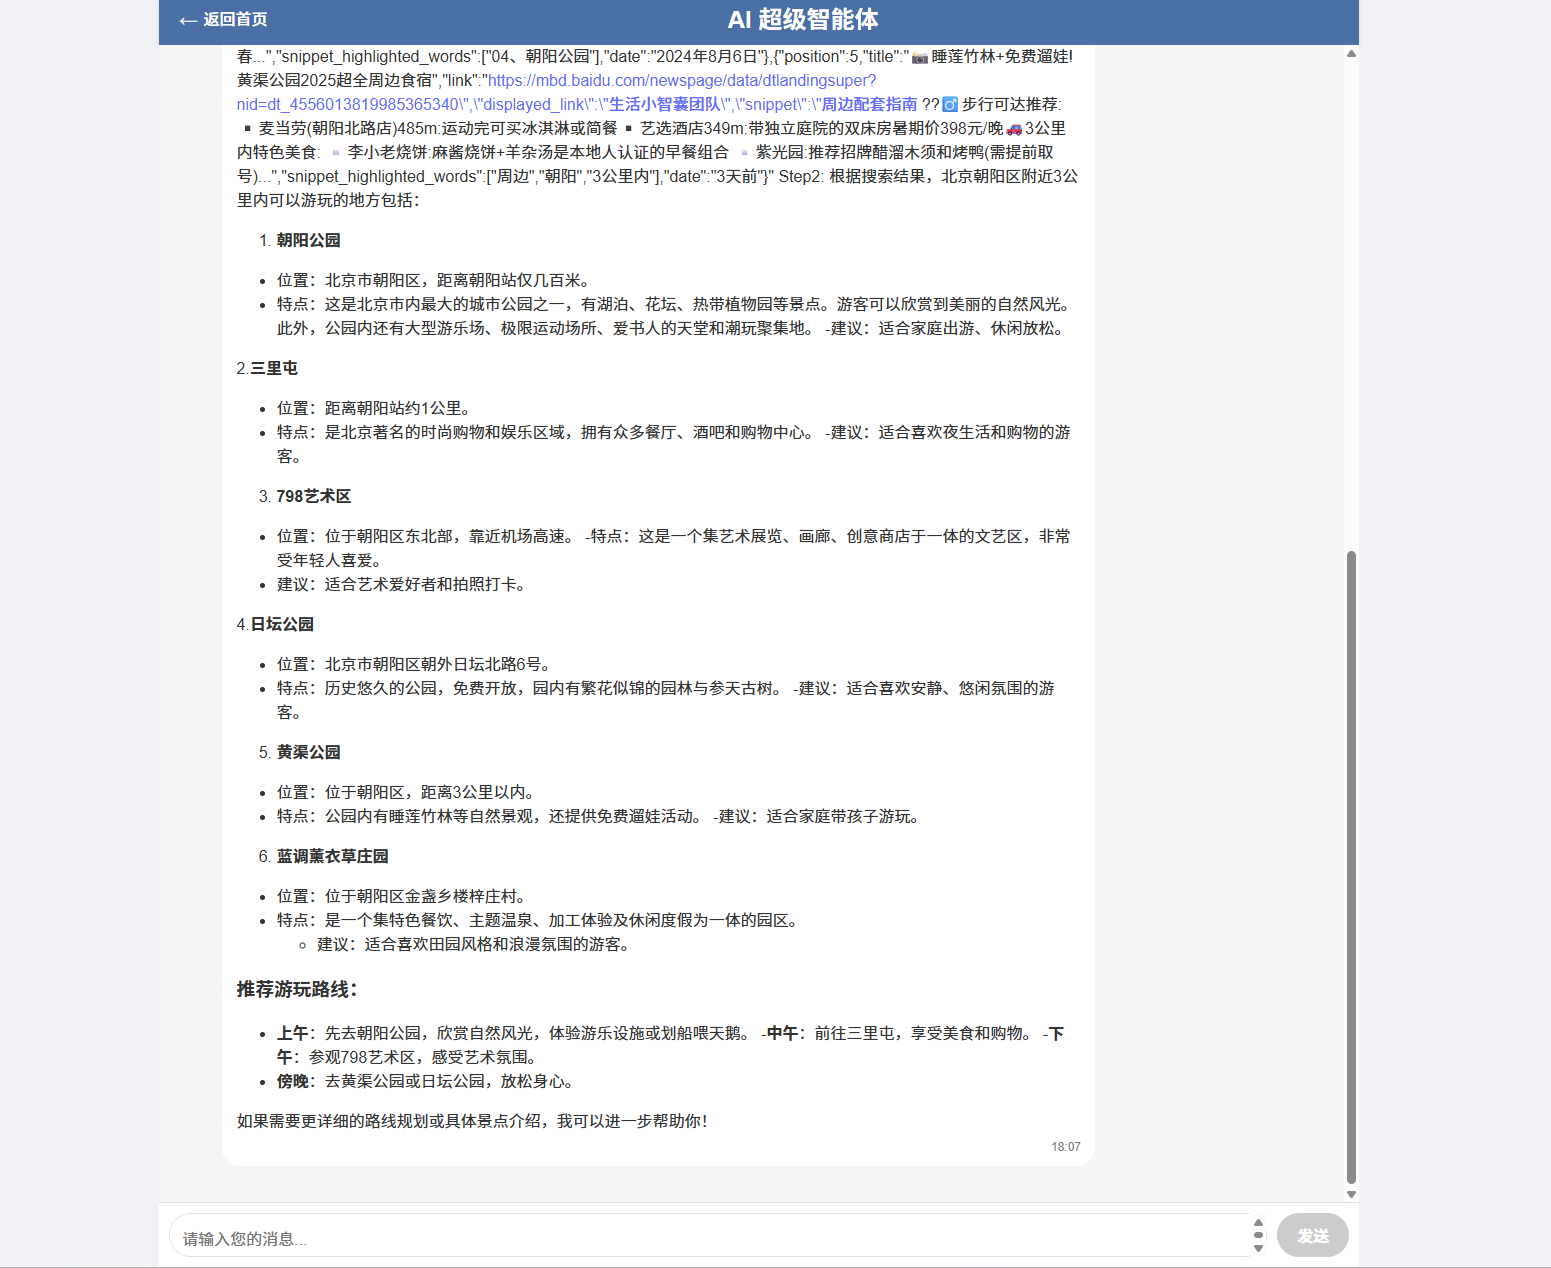 ← 返回首页
AI 超级智能体
春...","snippet_highlighted_words":["04、朝阳公园"],"date":"2024年8月6日"},{"position":5,"title":"📸睡莲竹林+免费遛娃!
黄渠公园2025超全周边食宿","link":"https://mbd.baidu.com/newspage/data/dtlandingsuper?
nid=dt_4556013819985365340\",\"displayed_link\":\"生活小智囊团队\",\"snippet\":\"周边配套指南 ??♂️步行可达推荐:
▪️麦当劳(朝阳北路店)485m:运动完可买冰淇淋或简餐▪️艺选酒店349m:带独立庭院的双床房暑期价398元/晚🚗3公里
内特色美食: ▫️李小老烧饼:麻酱烧饼+羊杂汤是本地人认证的早餐组合 ▫️紫光园:推荐招牌醋溜木须和烤鸭(需提前取
号)...","snippet_highlighted_words":["周边","朝阳","3公里内"],"date":"3天前"}" Step2: 根据搜索结果，北京朝阳区附近3公
里内可以游玩的地方包括：
1. 朝阳公园
• 位置：北京市朝阳区，距离朝阳站仅几百米。
• 特点：这是北京市内最大的城市公园之一，有湖泊、花坛、热带植物园等景点。游客可以欣赏到美丽的自然风光。
此外，公园内还有大型游乐场、极限运动场所、爱书人的天堂和潮玩聚集地。 -建议：适合家庭出游、休闲放松。
2.三里屯
• 位置：距离朝阳站约1公里。
• 特点：是北京著名的时尚购物和娱乐区域，拥有众多餐厅、酒吧和购物中心。 -建议：适合喜欢夜生活和购物的游
客。
3. 798艺术区
• 位置：位于朝阳区东北部，靠近机场高速。 -特点：这是一个集艺术展览、画廊、创意商店于一体的文艺区，非常
受年轻人喜爱。
• 建议：适合艺术爱好者和拍照打卡。
4.日坛公园
• 位置：北京市朝阳区朝外日坛北路6号。
• 特点：历史悠久的公园，免费开放，园内有繁花似锦的园林与参天古树。 -建议：适合喜欢安静、悠闲氛围的游
客。
5. 黄渠公园
• 位置：位于朝阳区，距离3公里以内。
• 特点：公园内有睡莲竹林等自然景观，还提供免费遛娃活动。 -建议：适合家庭带孩子游玩。
6. 蓝调薰衣草庄园
• 位置：位于朝阳区金盏乡楼梓庄村。
• 特点：是一个集特色餐饮、主题温泉、加工体验及休闲度假为一体的园区。
◦ 建议：适合喜欢田园风格和浪漫氛围的游客。
推荐游玩路线：
• 上午：先去朝阳公园，欣赏自然风光，体验游乐设施或划船喂天鹅。 -中午：前往三里屯，享受美食和购物。 -下
午：参观798艺术区，感受艺术氛围。
• 傍晚：去黄渠公园或日坛公园，放松身心。
如果需要更详细的路线规划或具体景点介绍，我可以进一步帮助你！
18:07
请输入您的消息...
发送